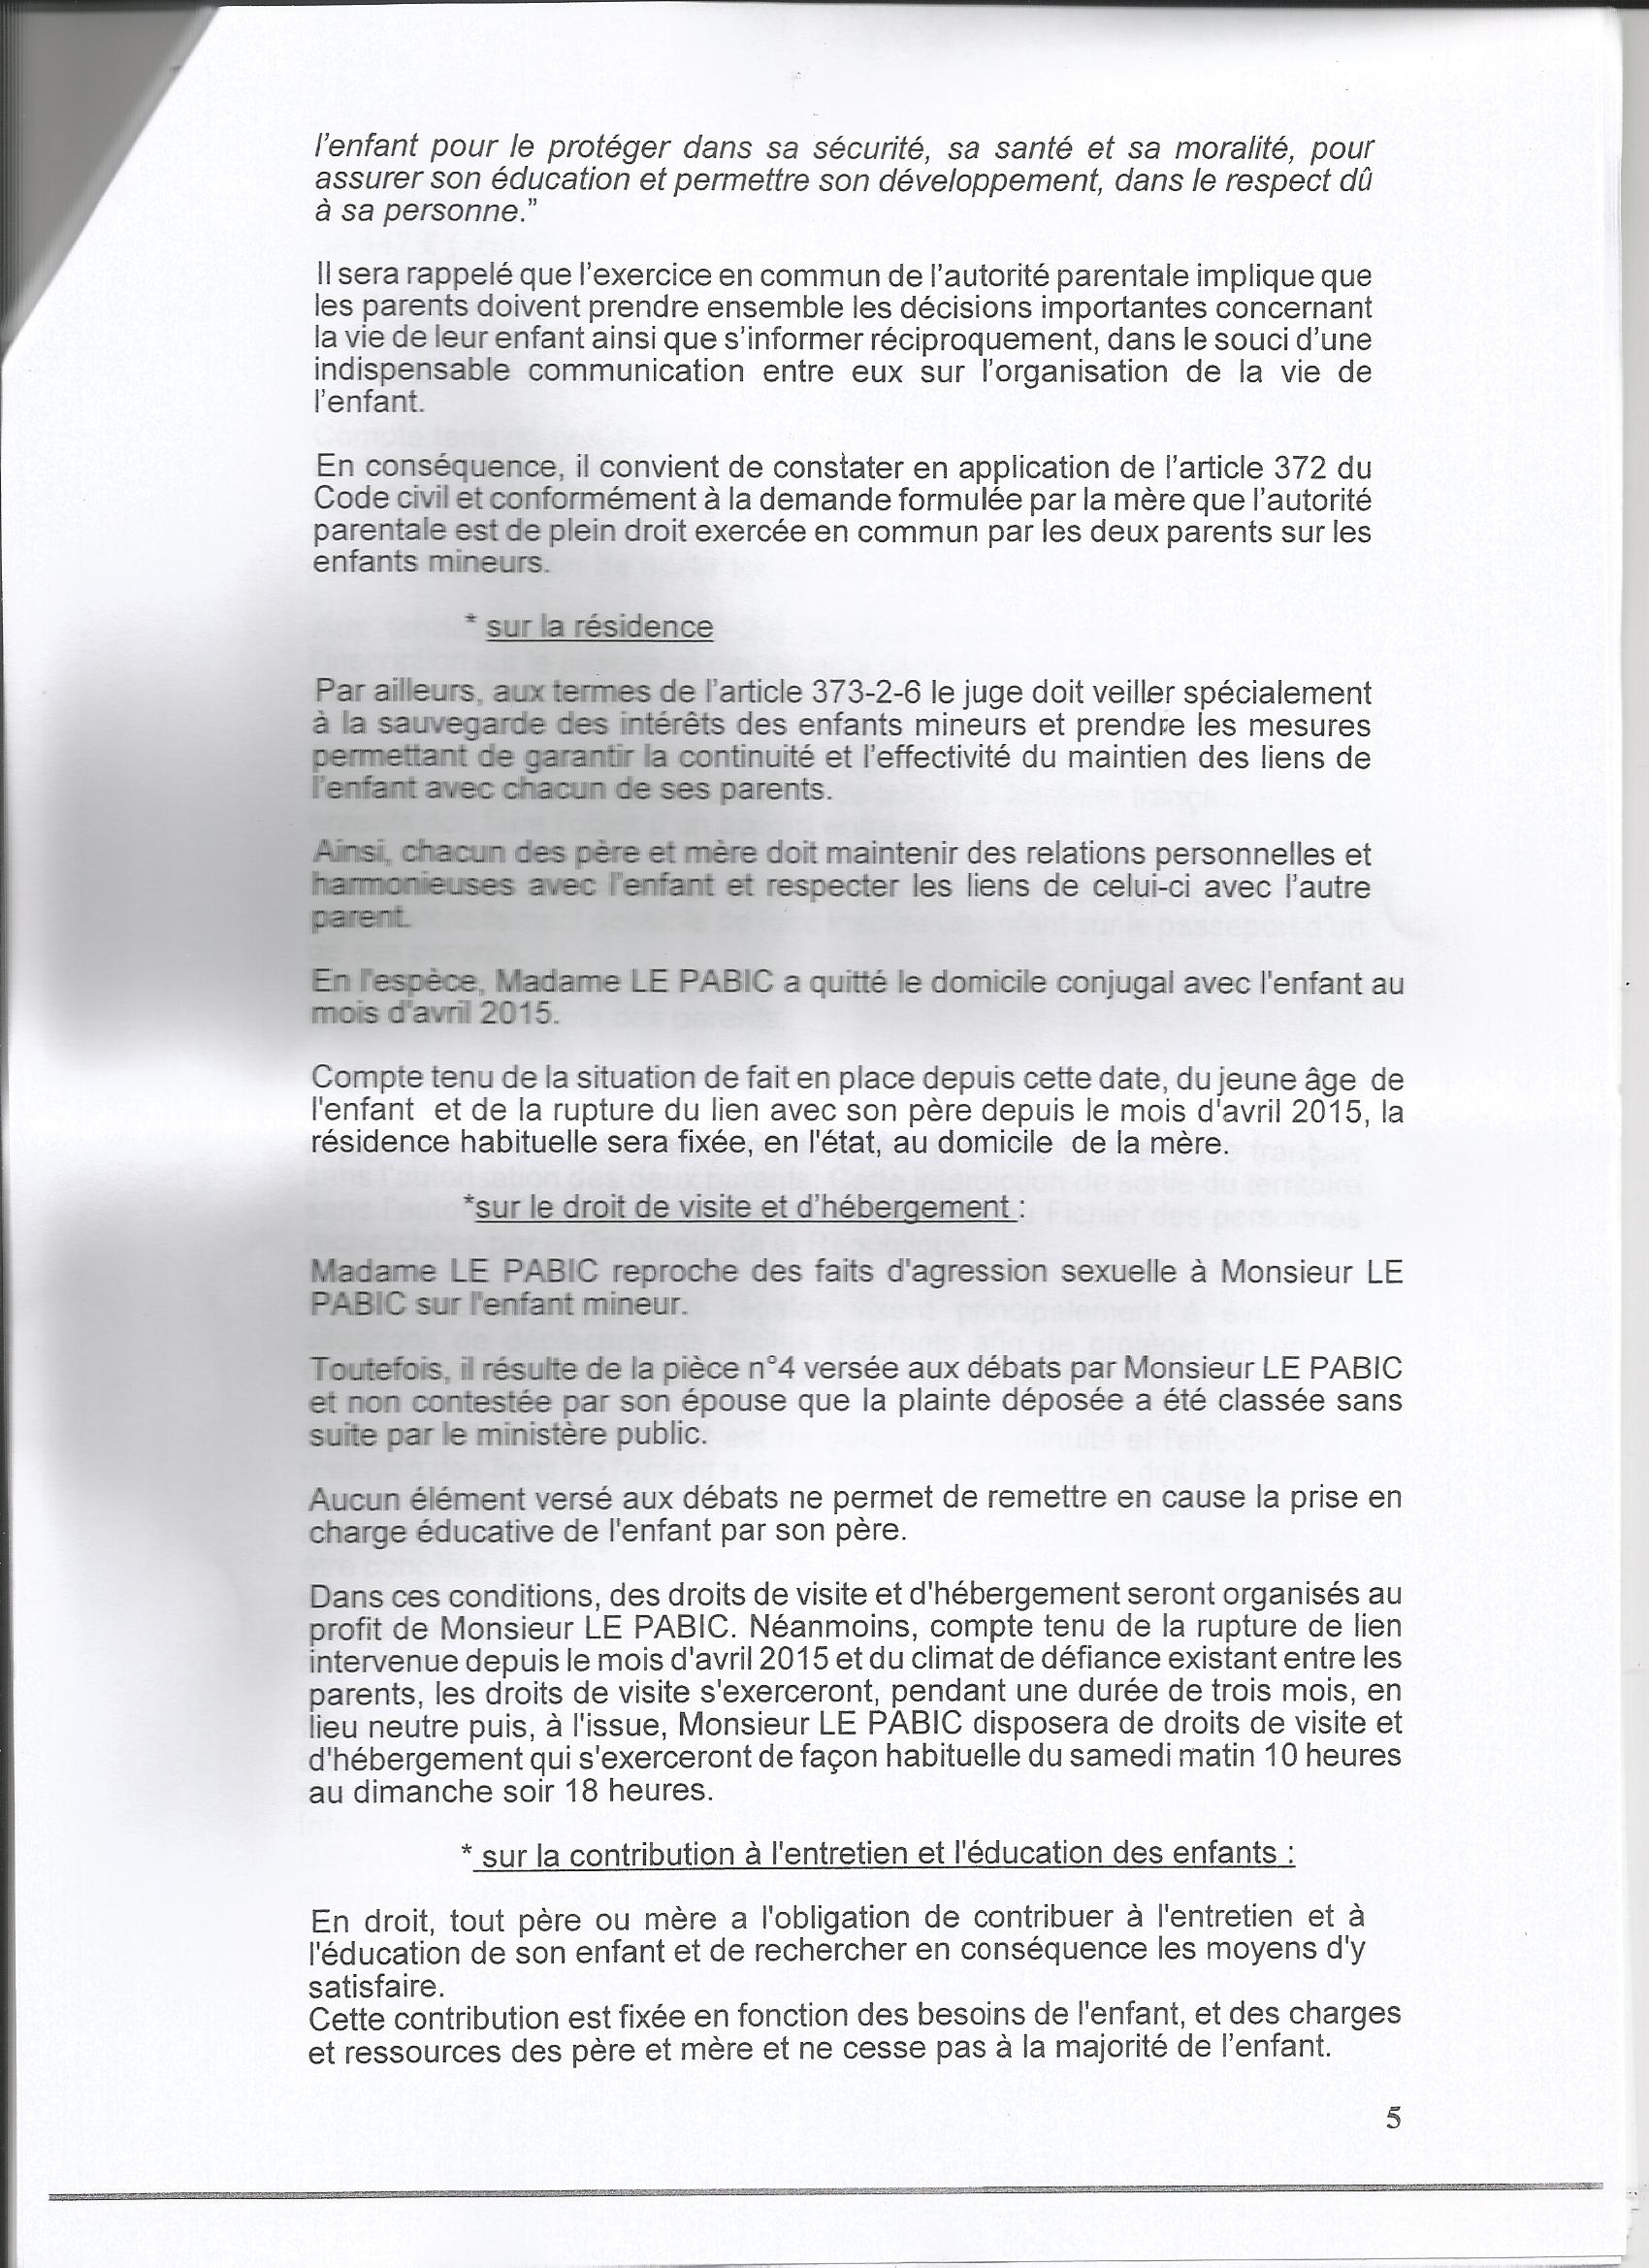 l'enfant pour le protéger dans sa sécurité, sa santé et sa moralité, pour
assurer son éducation et permettre son développement, dans le respect dû
à sa personne.”
Il sera rappelé que l'exercice en commun de l'autorité parentale implique que
les parents doivent prendre ensemble les décisions importantes concernant
la vie de leur enfant ainsi que s'informer réciproquement, dans le souci d'une
indispensable communication entre eux sur l'organisation de la vie de
l'enfant.
En conséquence, il convient de constater en application de l'article 372 du
Code civil et conformément à la demande formulée par la mère que l'autorité
parentale est de plein droit exercée en commun par les deux parents sur les
enfants mineurs.
* sur la résidence
Par ailleurs, aux termes de l'article 373-2-6 le juge doit veiller spécialement
à la sauvegarde des intérêts des enfants mineurs et prendre les mesures
permettant de garantir la continuité et l'effectivité du maintien des liens de
l'enfant avec chacun de ses parents.
Ainsi, chacun des père et mère doit maintenir des relations personnelles et
harmonieuses avec l'enfant et respecter les liens de celui-ci avec l'autre
parent.
En l'espèce, Madame LE PABIC a quitté le domicile conjugal avec l'enfant au
mois d'avril 2015.
Compte tenu de la situation de fait en place depuis cette date, du jeune âge de
l'enfant et de la rupture du lien avec son père depuis le mois d'avril 2015, la
résidence habituelle sera fixée, en l'état, au domicile de la mère.
*sur le droit de visite et d'hébergement :
Madame LE PABIC reproche des faits d'agression sexuelle à Monsieur LE
PABIC sur l'enfant mineur.
Toutefois, il résulte de la pièce n°4 versée aux débats par Monsieur LE PABIC
et non contestée par son épouse que la plainte déposée a été classée sans
suite par le ministère public.
Aucun élément versé aux débats ne permet de remettre en cause la prise en
charge éducative de l'enfant par son père.
Dans ces conditions, des droits de visite et d'hébergement seront organisés au
profit de Monsieur LE PABIC. Néanmoins, compte tenu de la rupture de lien
intervenue depuis le mois d'avril 2015 et du climat de défiance existant entre les
parents, les droits de visite s'exerceront, pendant une durée de trois mois, en
lieu neutre puis, à l'issue, Monsieur LE PABIC disposera de droits de visite et
d'hébergement qui s'exerceront de façon habituelle du samedi matin 10 heures
au dimanche soir 18 heures.
* sur la contribution à l'entretien et l'éducation des enfants :
En droit, tout père ou mère a l'obligation de contribuer à l'entretien et à
l'éducation de son enfant et de rechercher en conséquence les moyens d'y
satisfaire.
Cette contribution est fixée en fonction des besoins de l'enfant, et des charges
et ressources des père et mère et ne cesse pas à la majorité de l'enfant.
5